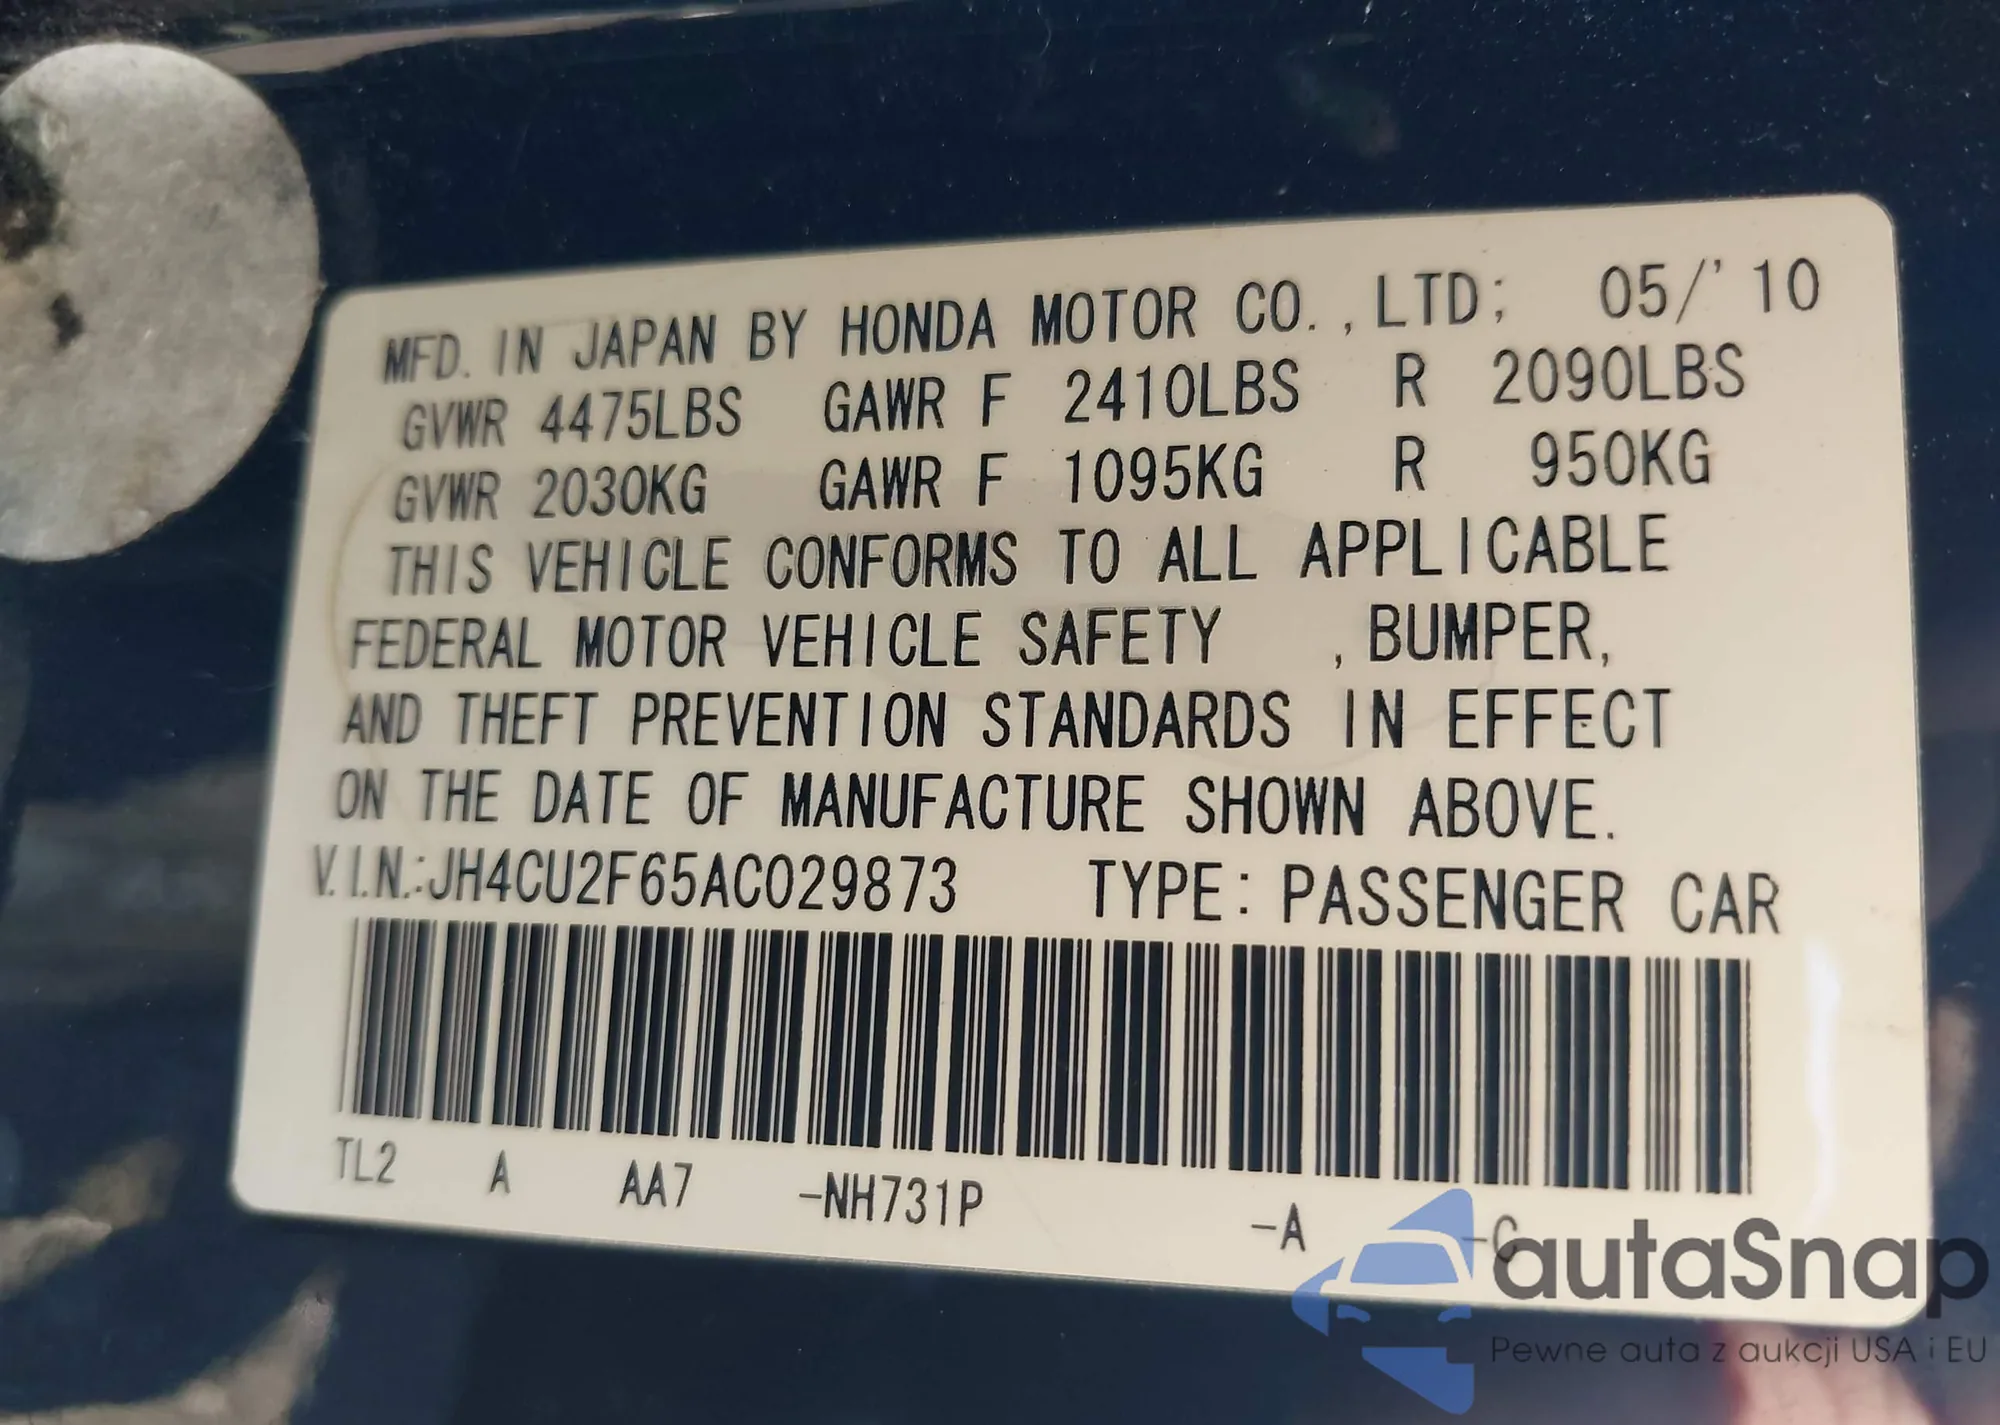 MFD. IN JAPAN BY HONDA MOTOR CO., LTD; 05/'10
GVWR 4475LBS GAWR F 2410LBS R 2090LBS
GVWR 2030KG GAWR F 1095KG R 950KG
THIS VEHICLE CONFORMS TO ALL APPLICABLE
FEDERAL MOTOR VEHICLE SAFETY , BUMPER,
AND THEFT PREVENTION STANDARDS IN EFFECT
ON THE DATE OF MANUFACTURE SHOWN ABOVE.
V.I.N.:JH4CU2F65AC029873 TYPE: PASSENGER CAR
TL2 A AA7 -NH731P -A -C
autaSnap
Pewne auta z aukcji USA i EU